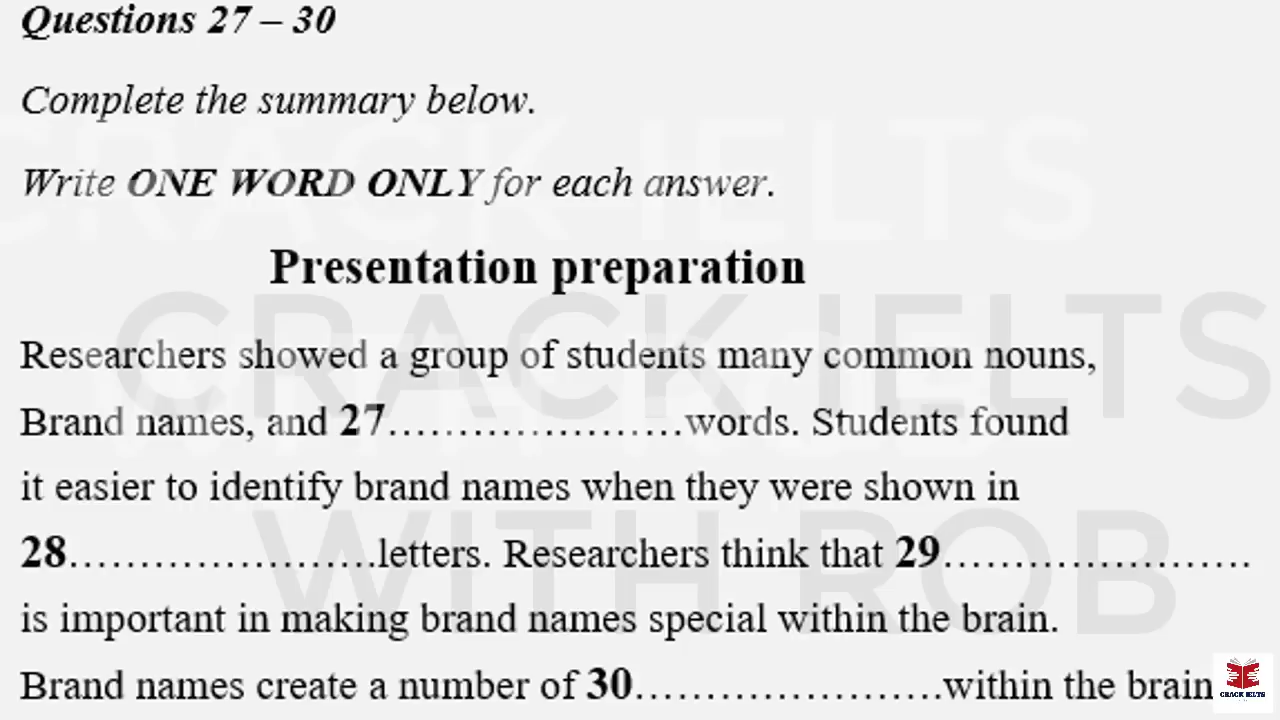 Questions 27 – 30
Complete the summary below.
Write ONE WORD ONLY for each answer.
Presentation preparation
Researchers showed a group of students many common nouns,
Brand names, and 27…………………words. Students found
it easier to identify brand names when they were shown in
28………………….letters. Researchers think that 29…………………
is important in making brand names special within the brain.
Brand names create a number of 30………………….within the brain
CRACK IELTS
WITH ROB
CRACK IELTS